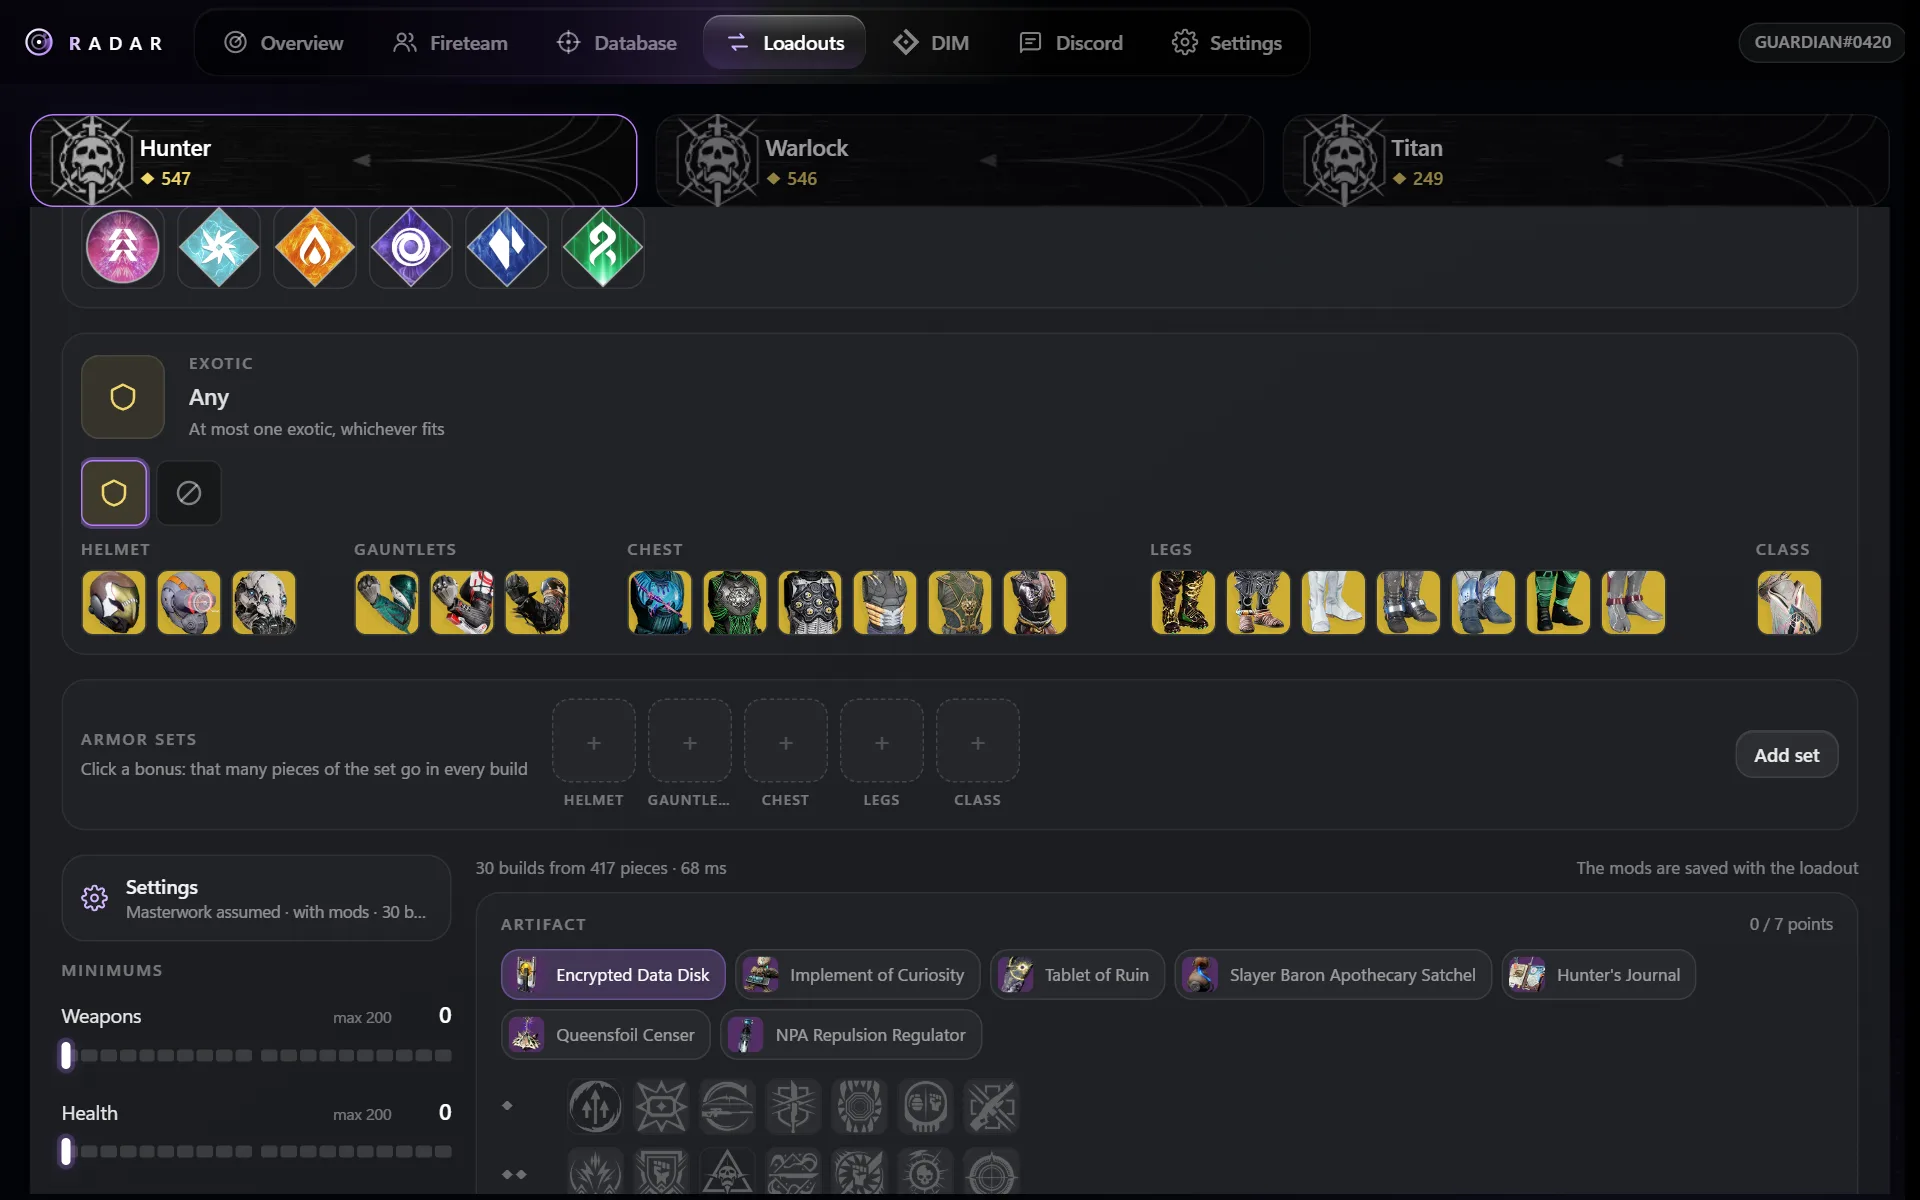 RADAR
Overview
Fireteam
Database
Loadouts
DIM
Discord
Settings
GUARDIAN#0420
Hunter
547
Warlock
546
Titan
249
EXOTIC
Any
At most one exotic, whichever fits
HELMET
GAUNTLETS
CHEST
LEGS
CLASS
ARMOR SETS
Click a bonus: that many pieces of the set go in every build
HELMET
GAUNTLE...
CHEST
LEGS
CLASS
Add set
Settings
Masterwork assumed · with mods · 30 b...
30 builds from 417 pieces · 68 ms
The mods are saved with the loadout
MINIMUMS
Weapons
max 200
0
Health
max 200
0
ARTIFACT
0 / 7 points
Encrypted Data Disk
Implement of Curiosity
Tablet of Ruin
Slayer Baron Apothecary Satchel
Hunter's Journal
Queensfoil Censer
NPA Repulsion Regulator